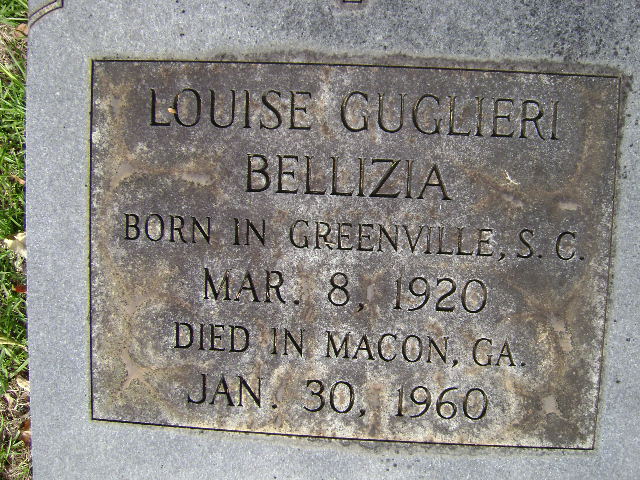 LOUISE GUGLIERI
BELLIZIA
BORN IN GREENVILLE, S. C.
MAR. 8, 1920
DIED IN MACON, GA.
JAN. 30, 1960